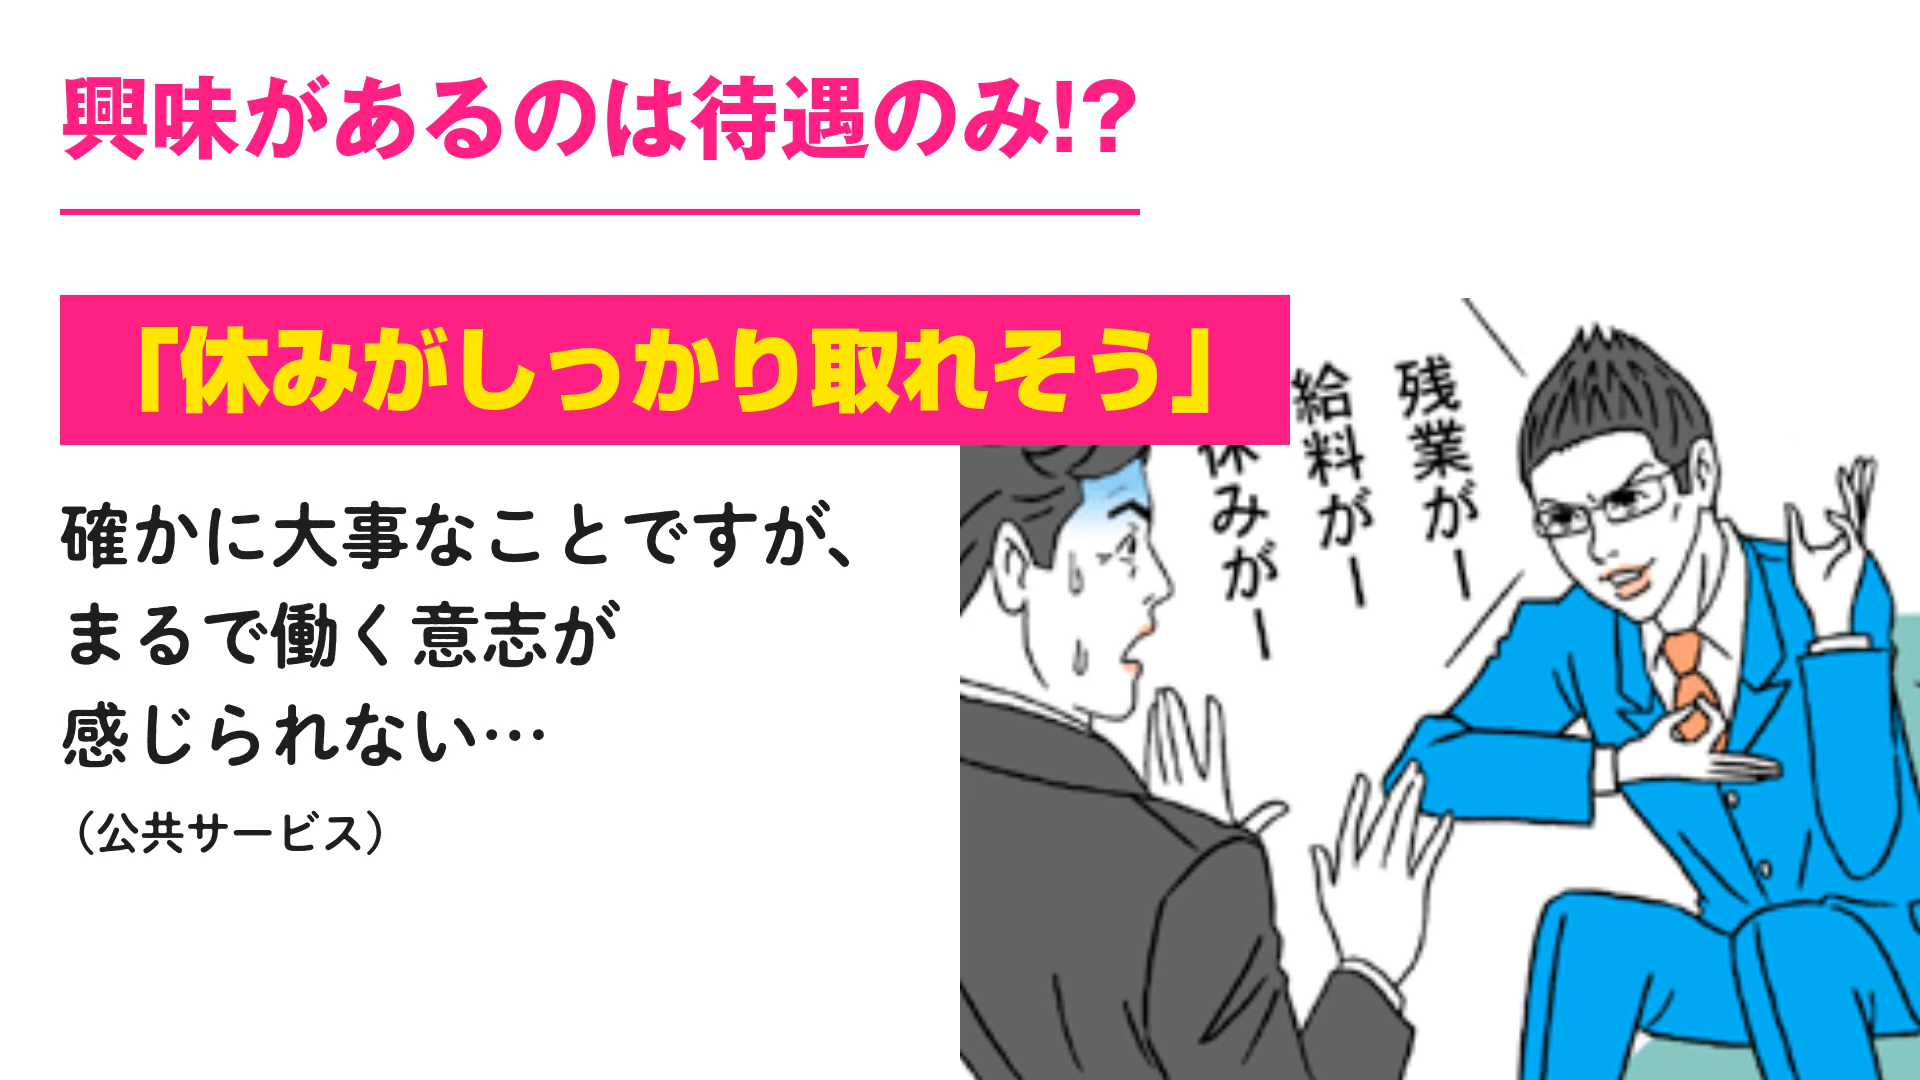 興味があるのは待遇のみ!?
「休みがしっかり取れそう」
確かに大事なことですが、
まるで働く意志が
感じられない…
（公共サービス）
残業がー
給料がー
休みがー